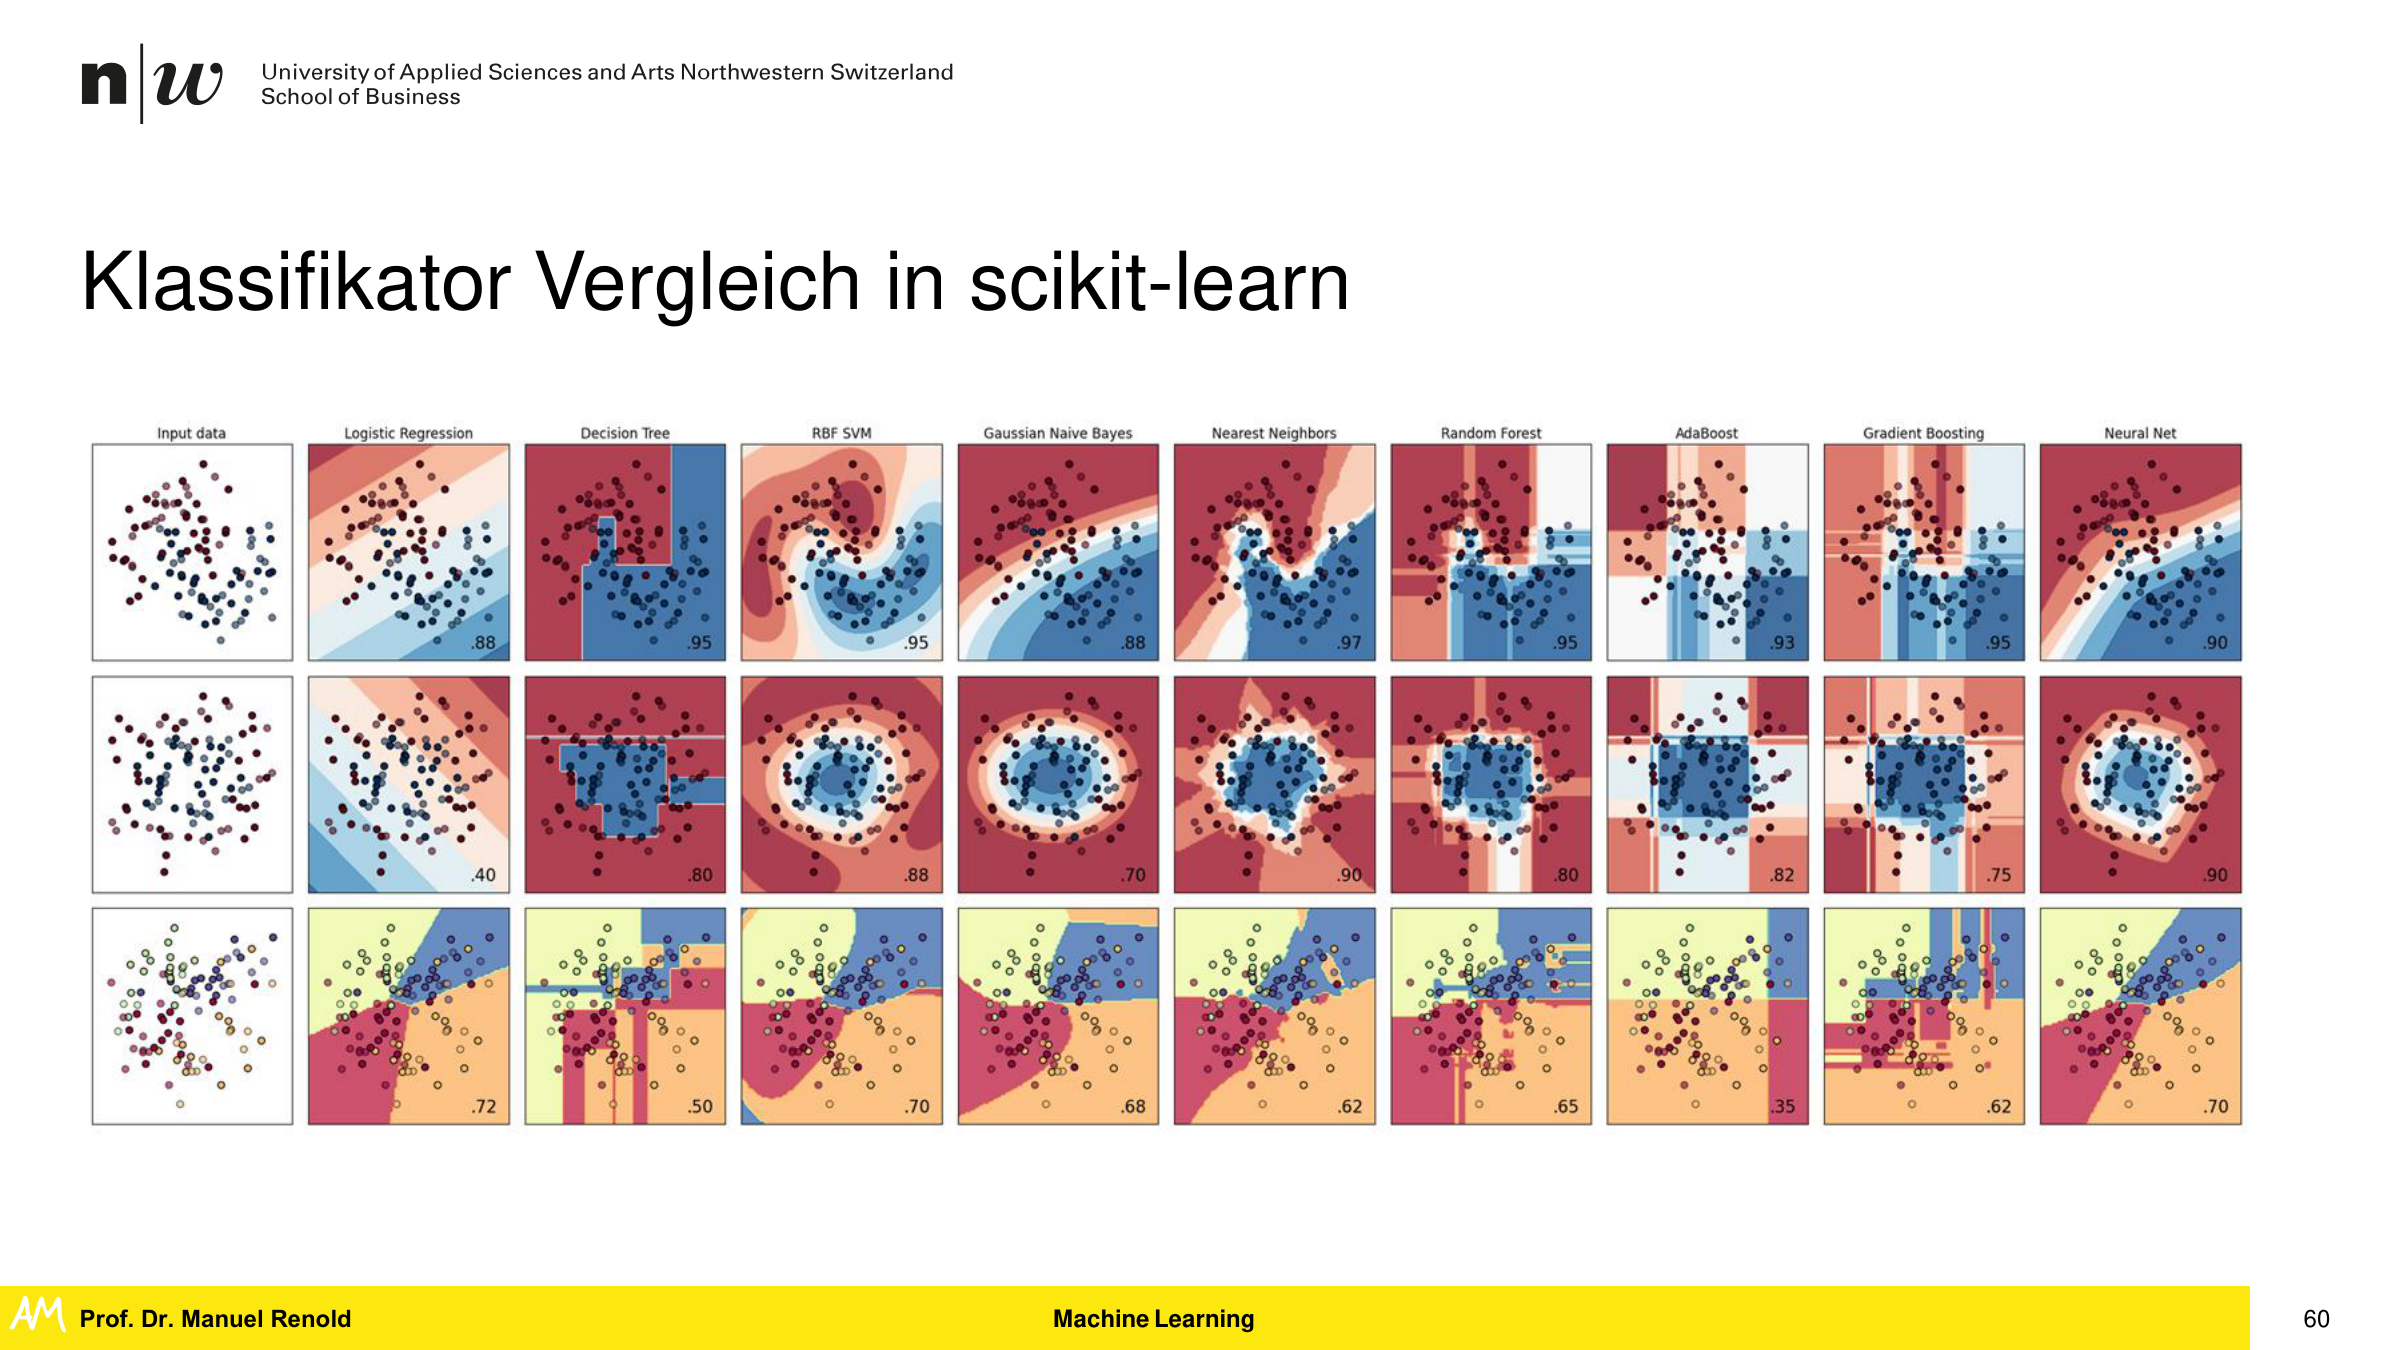 n|w
University of Applied Sciences and Arts Northwestern Switzerland
School of Business
Klassifikator Vergleich in scikit-learn
Input data Logistic Regression Decision Tree RBF SVM Gaussian Naive Bayes Nearest Neighbors Random Forest AdaBoost Gradient Boosting Neural Net
.88 .95 .95 .88 .97 .95 .93 .95 .90
.40 .80 .88 .70 .90 .80 .82 .75 .90
.72 .50 .70 .68 .62 .65 .35 .62 .70
AM Prof. Dr. Manuel Renold Machine Learning 60